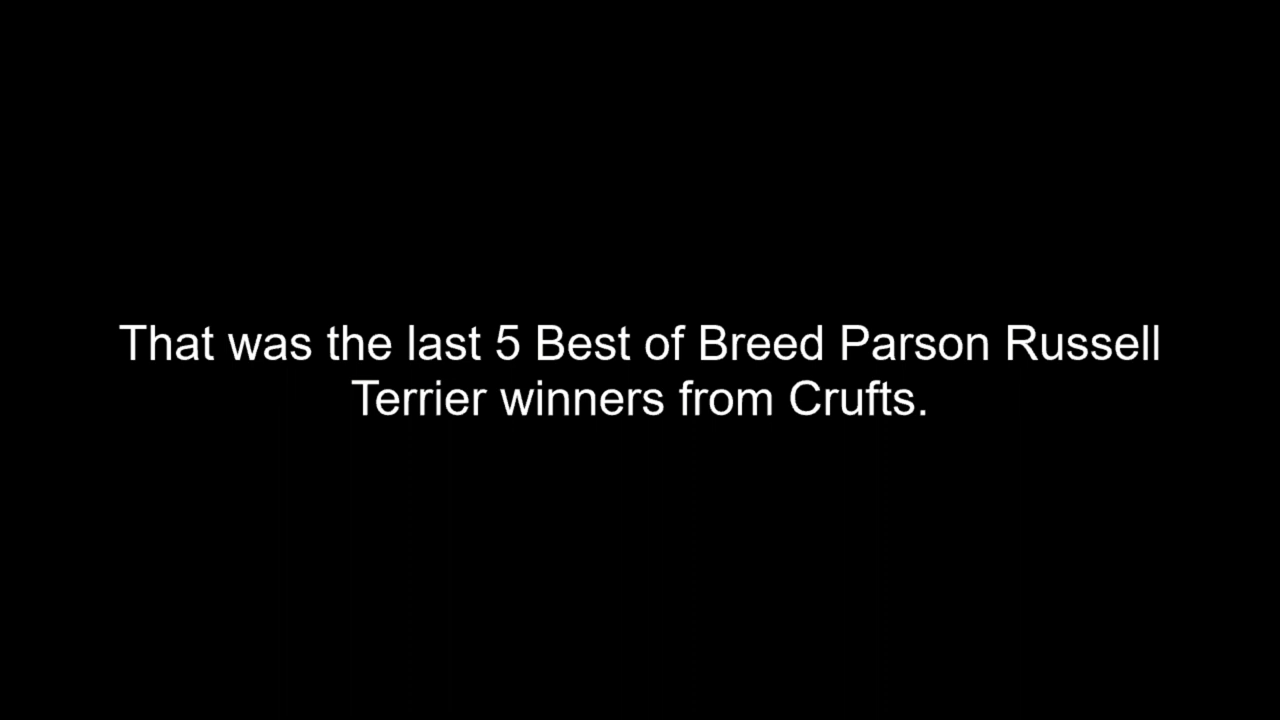 That was the last 5 Best of Breed Parson Russell
Terrier winners from Crufts.